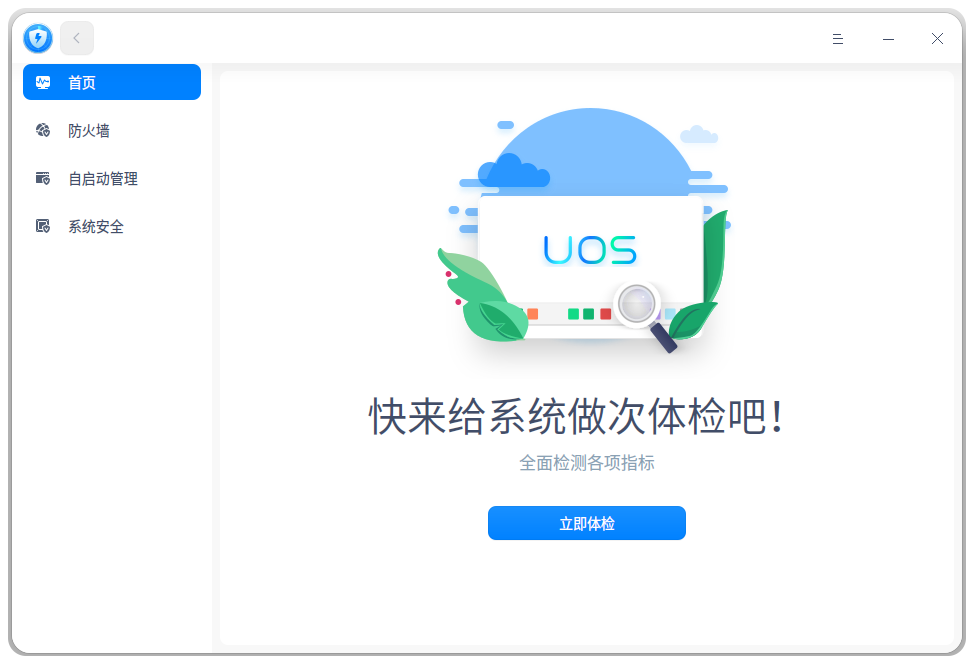 首页
防火墙
自启动管理
系统安全
UOS
快来给系统做次体检吧！
全面检测各项指标
立即体检